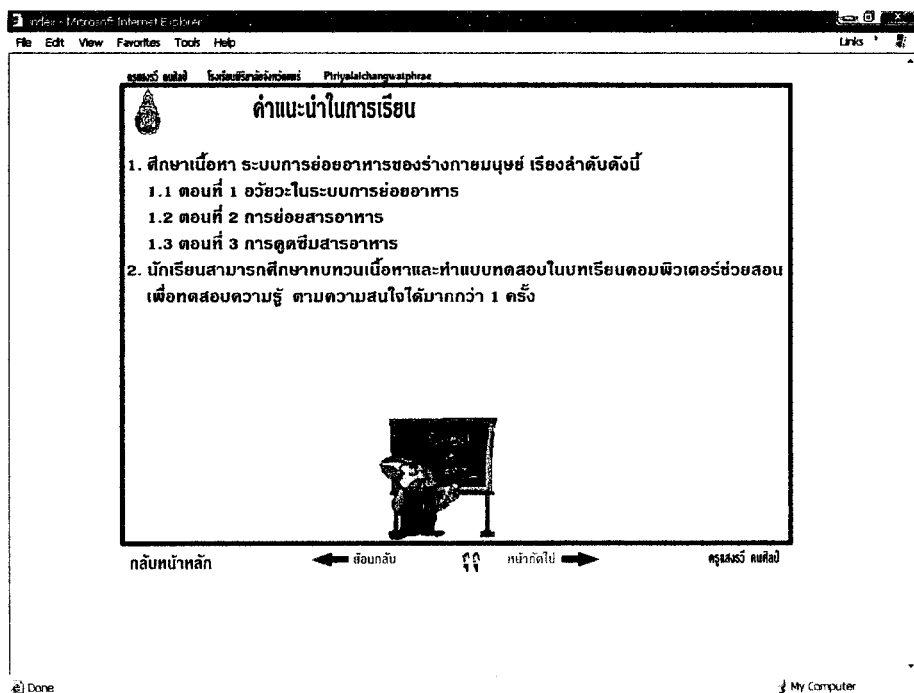 index - Microsoft Internet Explorer
File Edit View Favorites Tools Help
Links
ครูแสงรวี คนศิลป์ โรงเรียนพิริยาลัยจังหวัดแพร่ Piriyalaichangwatphrae
คำแนะนำในการเรียน
1. ศึกษาเนื้อหา ระบบการย่อยอาหารของร่างกายมนุษย์ เรียงลำดับดังนี้
1.1 ตอนที่ 1 อวัยวะในระบบการย่อยอาหาร
1.2 ตอนที่ 2 การย่อยสารอาหาร
1.3 ตอนที่ 3 การดูดซึมสารอาหาร
2. นักเรียนสามารถศึกษาทบทวนเนื้อหาและทำแบบทดสอบในบทเรียนคอมพิวเตอร์ช่วยสอน
เพื่อทดสอบความรู้ ตามความสนใจได้มากกว่า 1 ครั้ง
กลับหน้าหลัก ย้อนกลับ หน้าถัดไป ครูแสงรวี คนศิลป์
Done My Computer